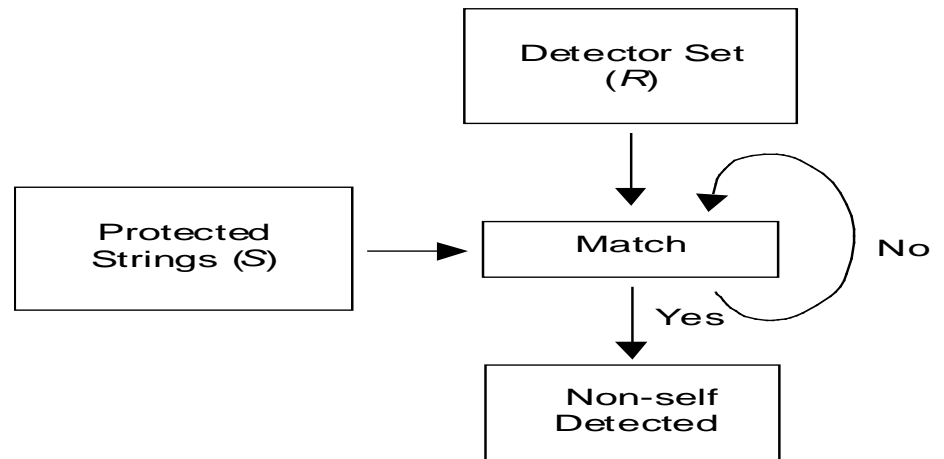 Detector Set
(R)
Protected
Strings (S)
Match
No
Yes
Non-self
Detected